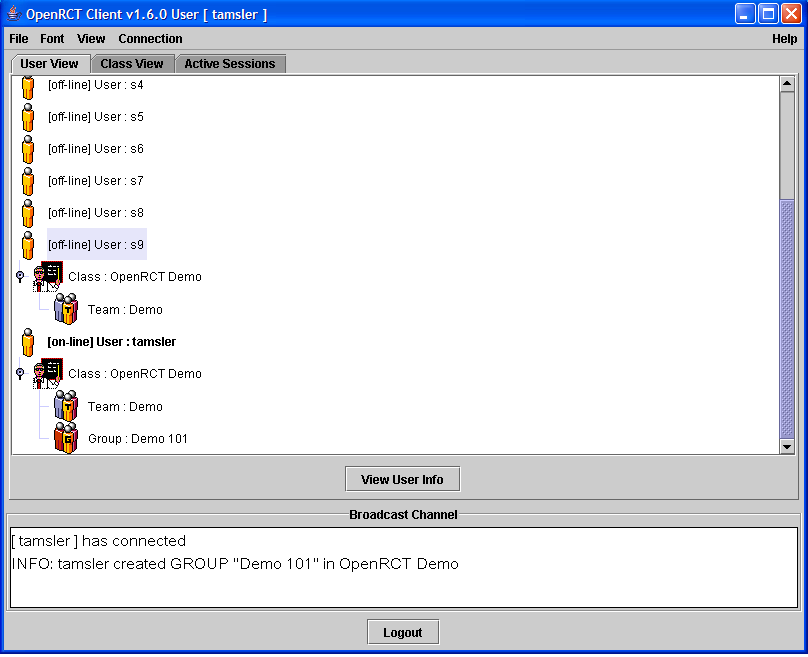 OpenRCT Client v1.6.0 User [ tamsler ]
File Font View Connection Help
User View Class View Active Sessions
[off-line] User : s4
[off-line] User : s5
[off-line] User : s6
[off-line] User : s7
[off-line] User : s8
[off-line] User : s9
Class : OpenRCT Demo
T
Team : Demo
[on-line] User : tamsler
Class : OpenRCT Demo
T
Team : Demo
G
Group : Demo 101
View User Info
Broadcast Channel
[ tamsler ] has connected
INFO: tamsler created GROUP "Demo 101" in OpenRCT Demo
Logout